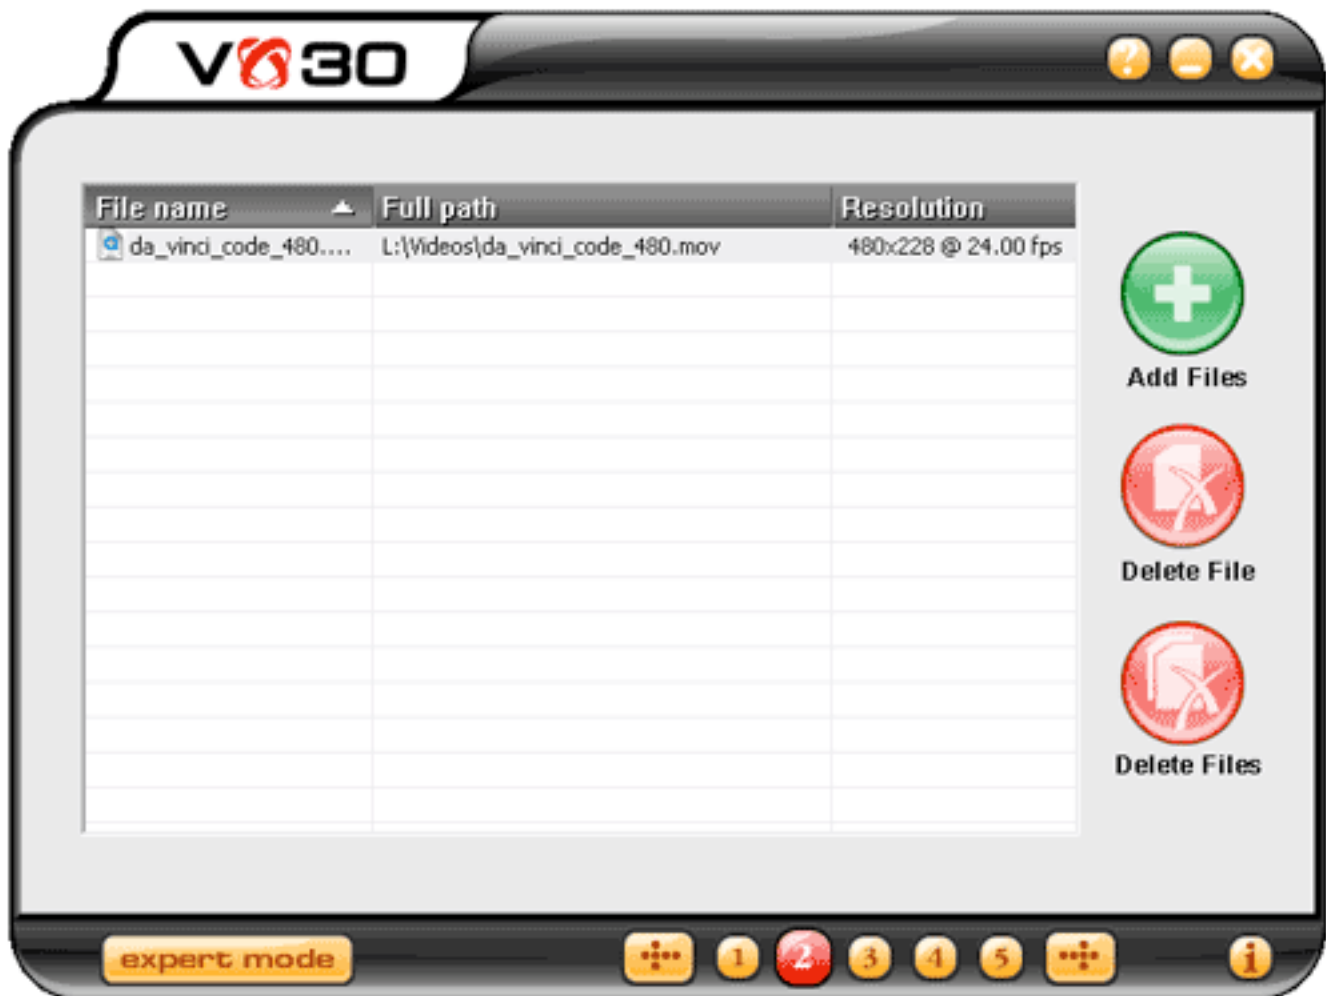 VO30
File name Full path Resolution
da_vinci_code_480.... L:\Videos\da_vinci_code_480.mov 480x228 @ 24.00 fps
Add Files
Delete File
Delete Files
expert mode 1 2 3 4 5 i
?